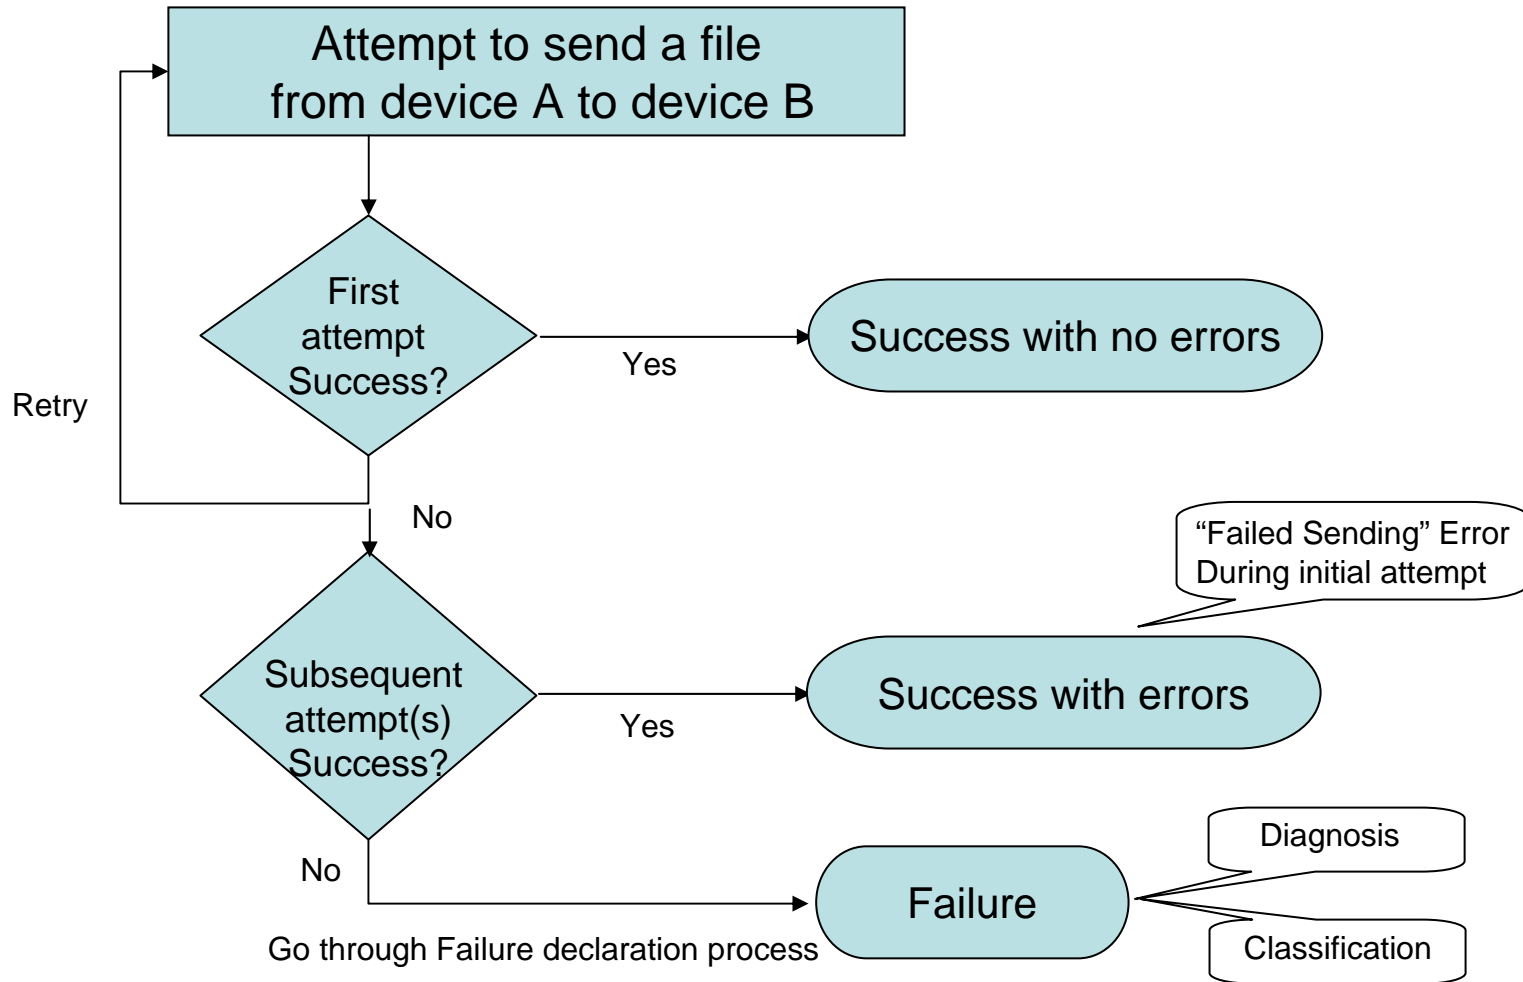 Attempt to send a file
from device A to device B
First
attempt
Success?
Yes
Success with no errors
Retry
No
“Failed Sending” Error
During initial attempt
Subsequent
attempt(s)
Success?
Yes
Success with errors
No
Diagnosis
Failure
Go through Failure declaration process
Classification